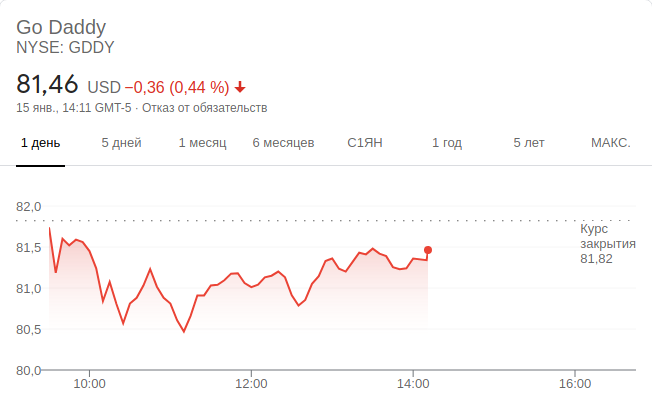 Go Daddy
NYSE: GDDY
81,46 USD −0,36 (0,44 %)
15 янв., 14:11 GMT-5 · Отказ от обязательств
1 день 5 дней 1 месяц 6 месяцев С1ЯН 1 год 5 лет МАКС.
82,0
Курс
закрытия
81,82
81,5
81,0
80,5
80,0
10:00 12:00 14:00 16:00